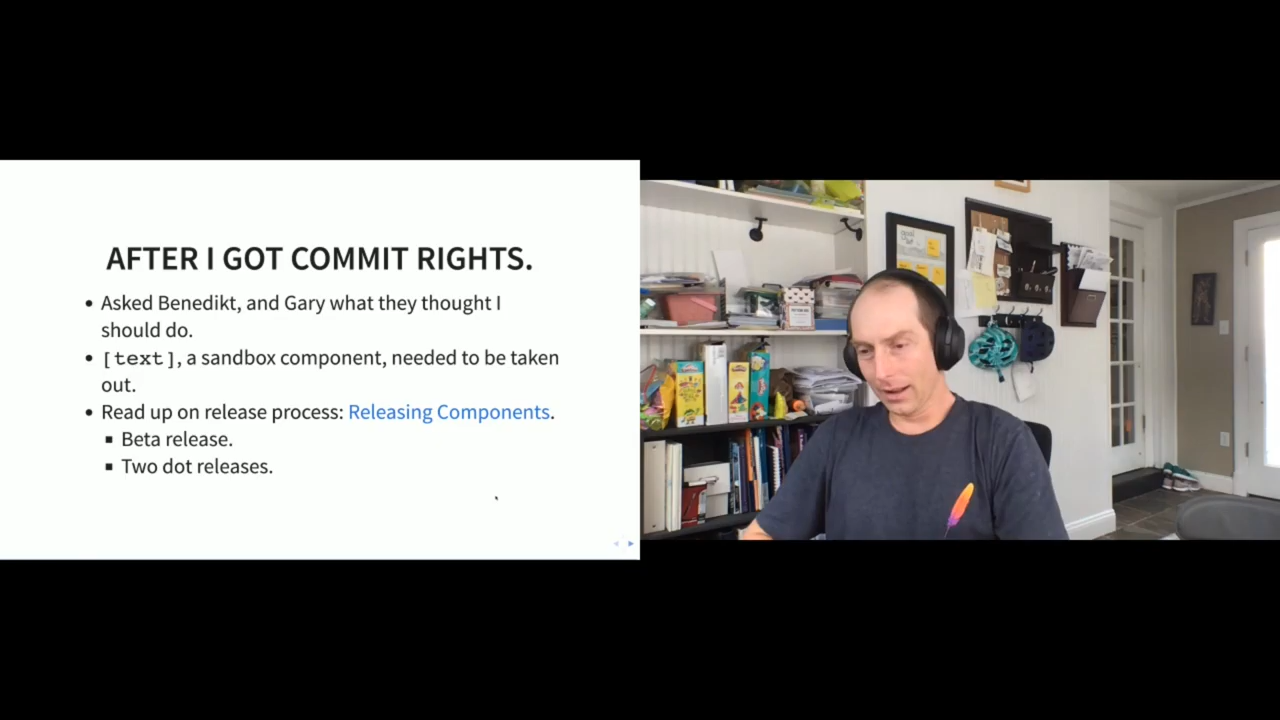 AFTER I GOT COMMIT RIGHTS.
• Asked Benedikt, and Gary what they thought I
should do.
• [text], a sandbox component, needed to be taken
out.
• Read up on release process: Releasing Components.
▪ Beta release.
▪ Two dot releases.